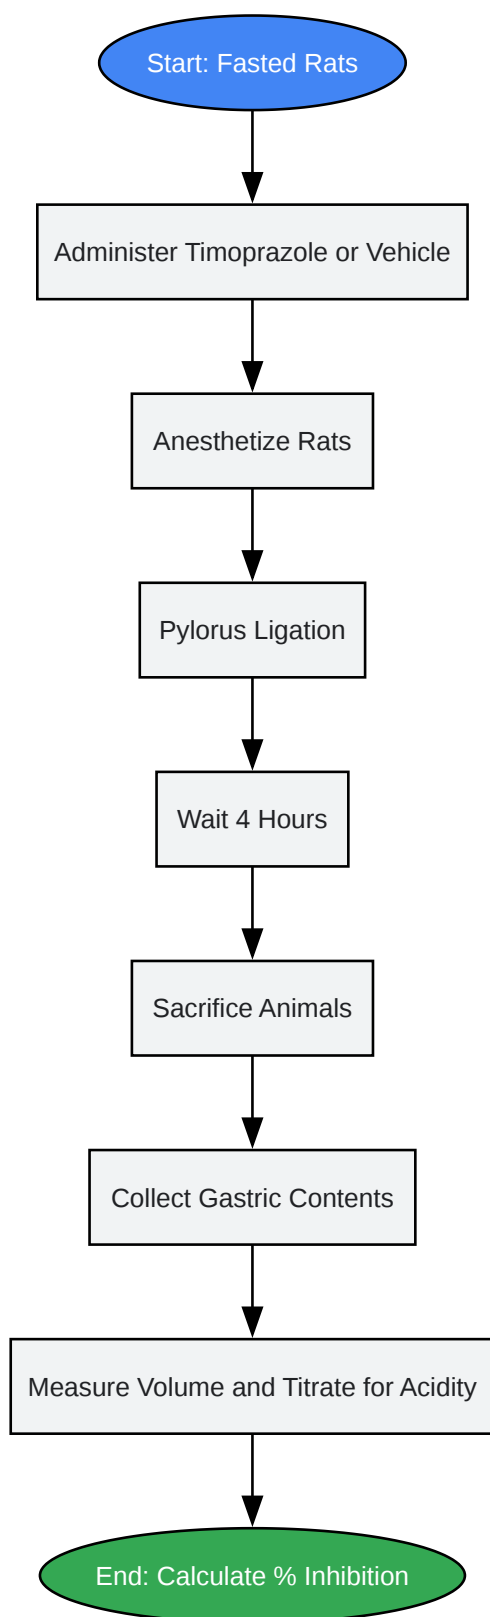 Start: Fasted Rats
Administer Timoprazole or Vehicle
Anesthetize Rats
Pylorus Ligation
Wait 4 Hours
Sacrifice Animals
Collect Gastric Contents
Measure Volume and Titrate for Acidity
End: Calculate % Inhibition